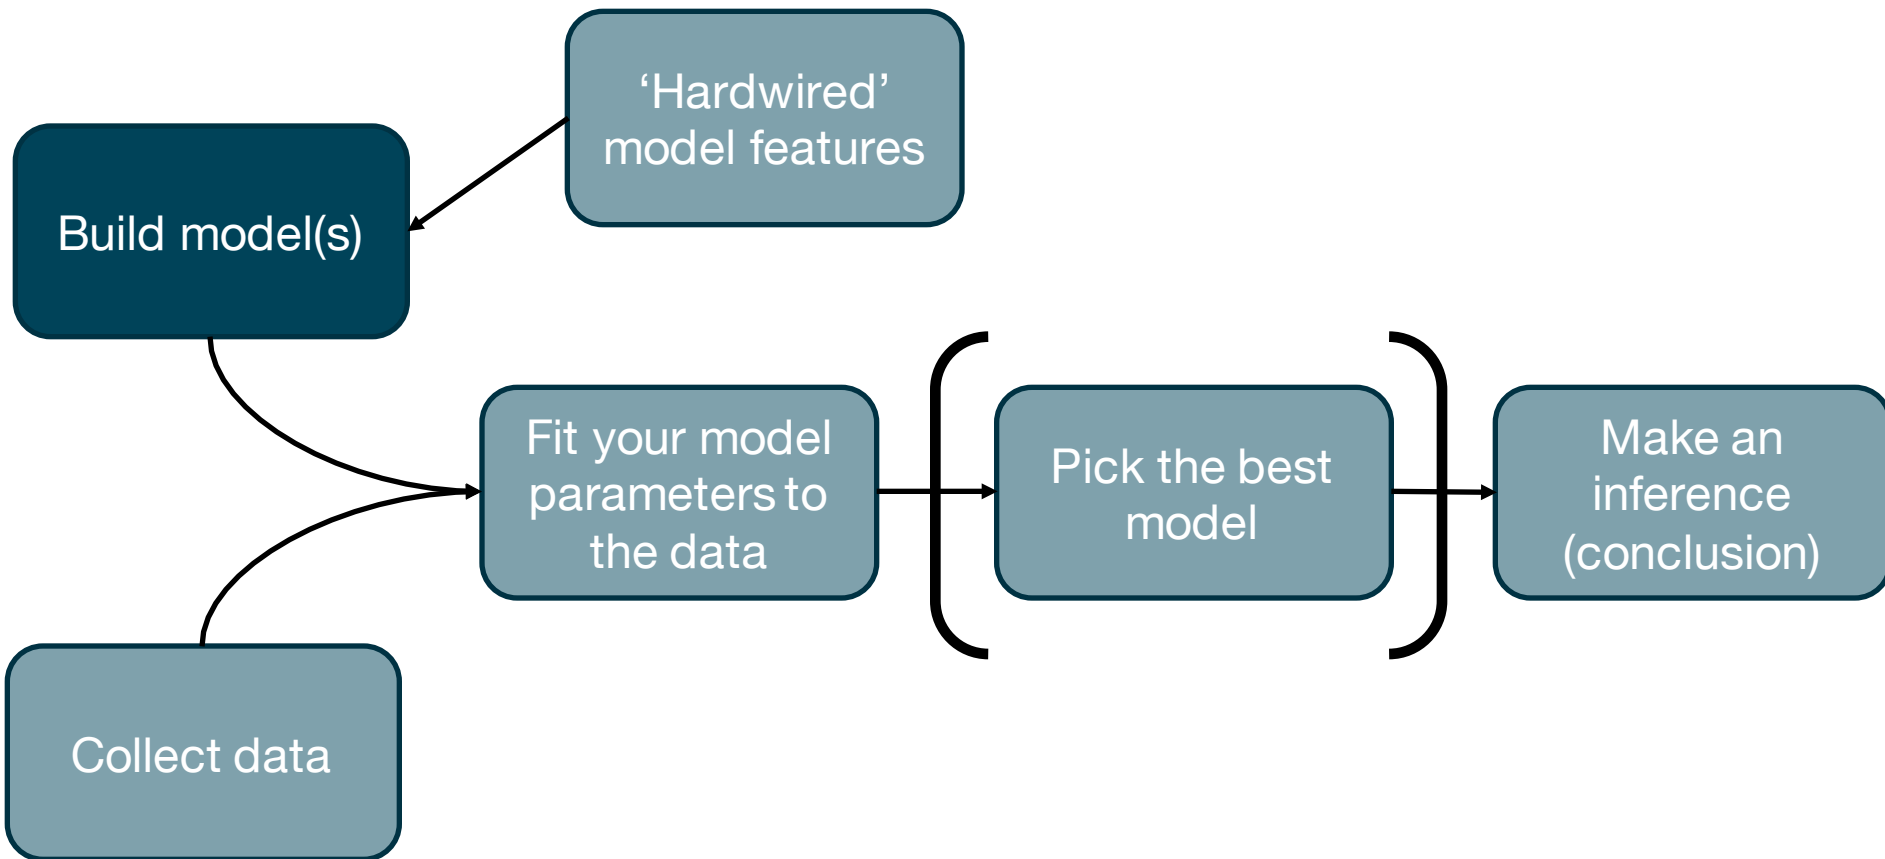 ‘Hardwired’
model features
Build model(s)
Fit your model
parameters to
the data
Pick the best
model
Make an
inference
(conclusion)
Collect data